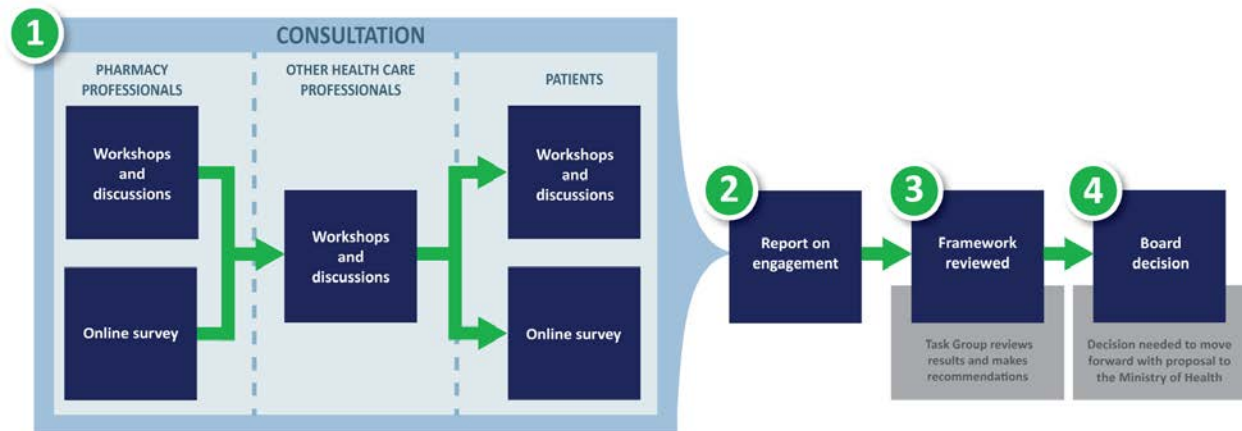 1
CONSULTATION
PHARMACY
PROFESSIONALS
OTHER HEALTH CARE
PROFESSIONALS
PATIENTS
Workshops
and
discussions
Online survey
Workshops
and
discussions
Workshops
and
discussions
Online survey
2
Report on
engagement
3
Framework
reviewed
Task Group reviews
results and makes
recommendations
4
Board
decision
Decision needed to move
forward with proposal to
the Ministry of Health